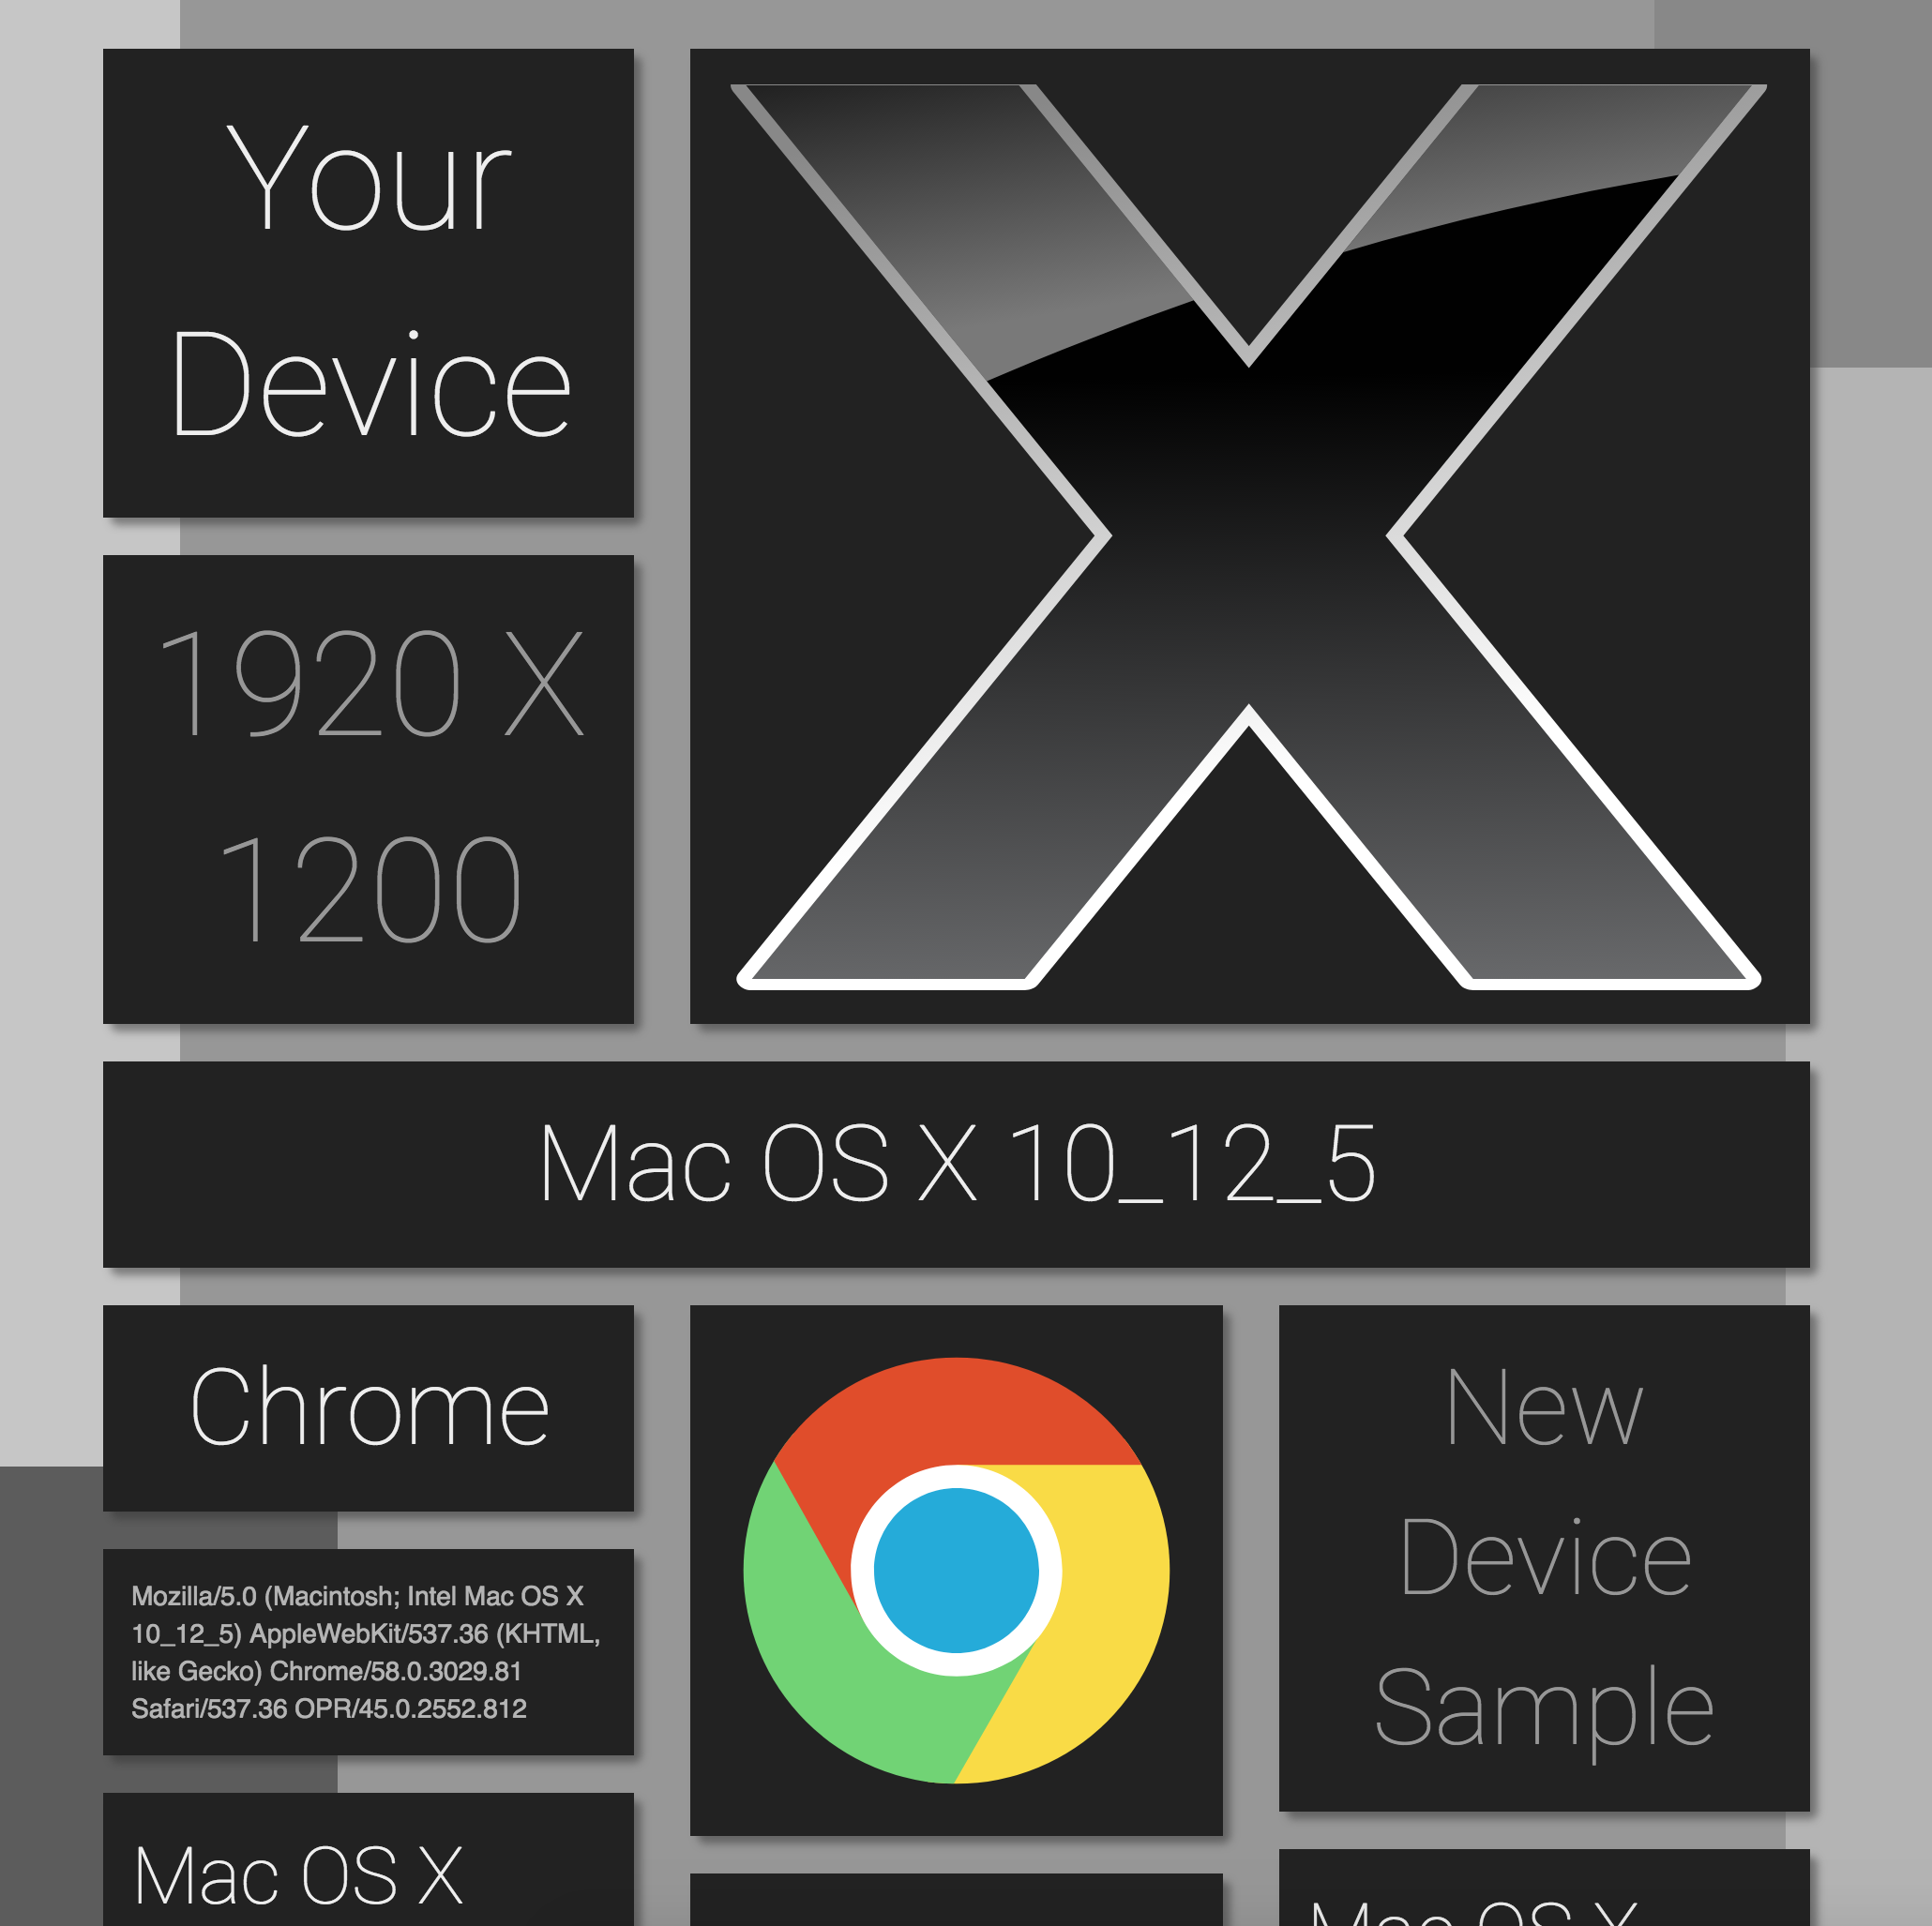 Your
Device
1920 X
1200
X
Mac OS X 10_12_5
Chrome
Mozilla/5.0 (Macintosh; Intel Mac OS X
10_12_5) AppleWebKit/537.36 (KHTML,
like Gecko) Chrome/58.0.3029.81
Safari/537.36 OPR/45.0.2552.812
New
Device
Sample
Mac OS X
Mac OS X